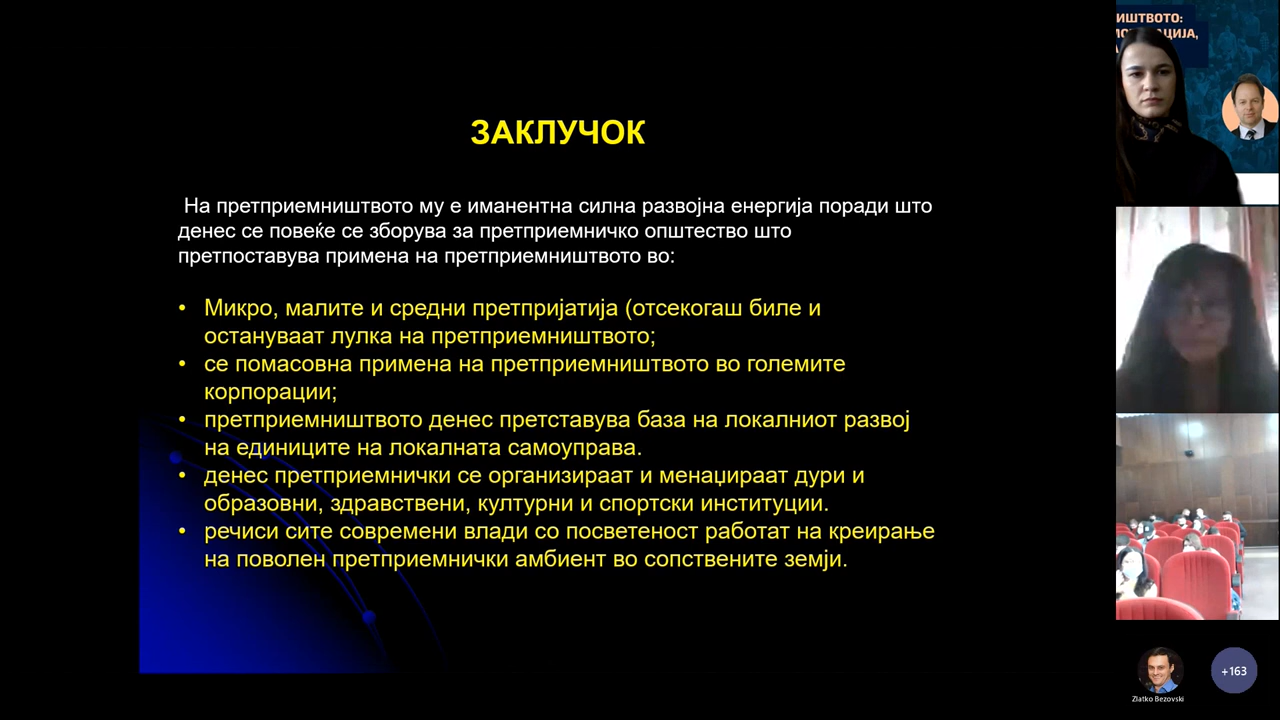 ЗАКЛУЧОК
На претприемништвото му е иманентна силна развојна енергија поради што
денес се повеќе се зборува за претприемничко општество што
претпоставува примена на претприемништвото во:
• Микро, малите и средни претпријатија (отсекогаш биле и
остануваат лулка на претприемништвото;
• се помасовна примена на претприемништвото во големите
корпорации;
• претприемништвото денес претставува база на локалниот развој
на единиците на локалната самоуправа.
• денес претприемнички се организираат и менаџираат дури и
образовни, здравствени, културни и спортски институции.
• речиси сите современи влади со посветеност работат на креирање
на поволен претприемнички амбиент во сопствените земји.
ИШТВОТО:
ЦИЈА,
Zlatko Bezovski
+163